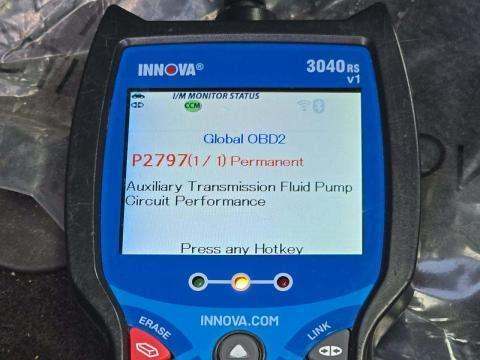 INNOVA®
3040RS
v1
I/M MONITOR STATUS
CCM
Global OBD2
P2797(1 / 1) Permanent
Auxiliary Transmission Fluid Pump
Circuit Performance
Press any Hotkey
ERASE
INNOVA.COM
LINK